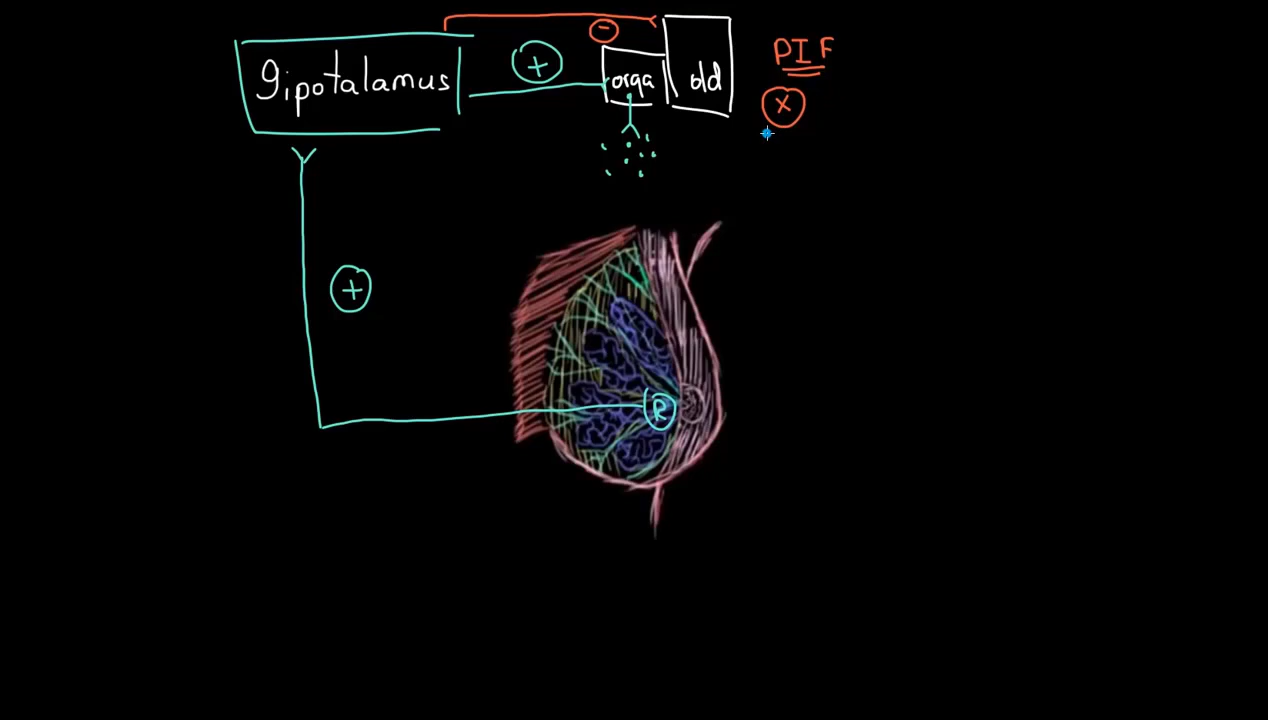 gipotalamus
+
-
orqa
old
PIF
x
+
R